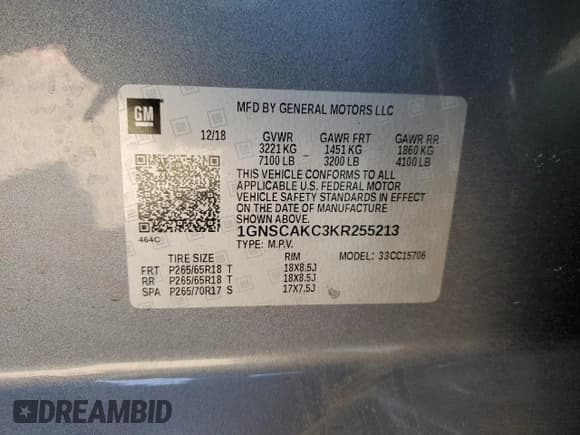 GM
MFD BY GENERAL MOTORS LLC
12/18 GVWR GAWR FRT GAWR RR
3221 KG 1451 KG 1860 KG
7100 LB 3200 LB 4100 LB
THIS VEHICLE CONFORMS TO ALL
APPLICABLE U.S. FEDERAL MOTOR
VEHICLE SAFETY STANDARDS IN EFFECT
ON THE DATE OF MANUFACTURE
SHOWN ABOVE.
464C
1GNSCAKC3KR255213
TYPE: M.P.V. MODEL: 33CC15706
TIRE SIZE RIM
FRT P265/65R18 T 18X8.5J
RR P265/65R18 T 18X8.5J
SPA P265/70R17 S 17X7.5J
DREAMBID